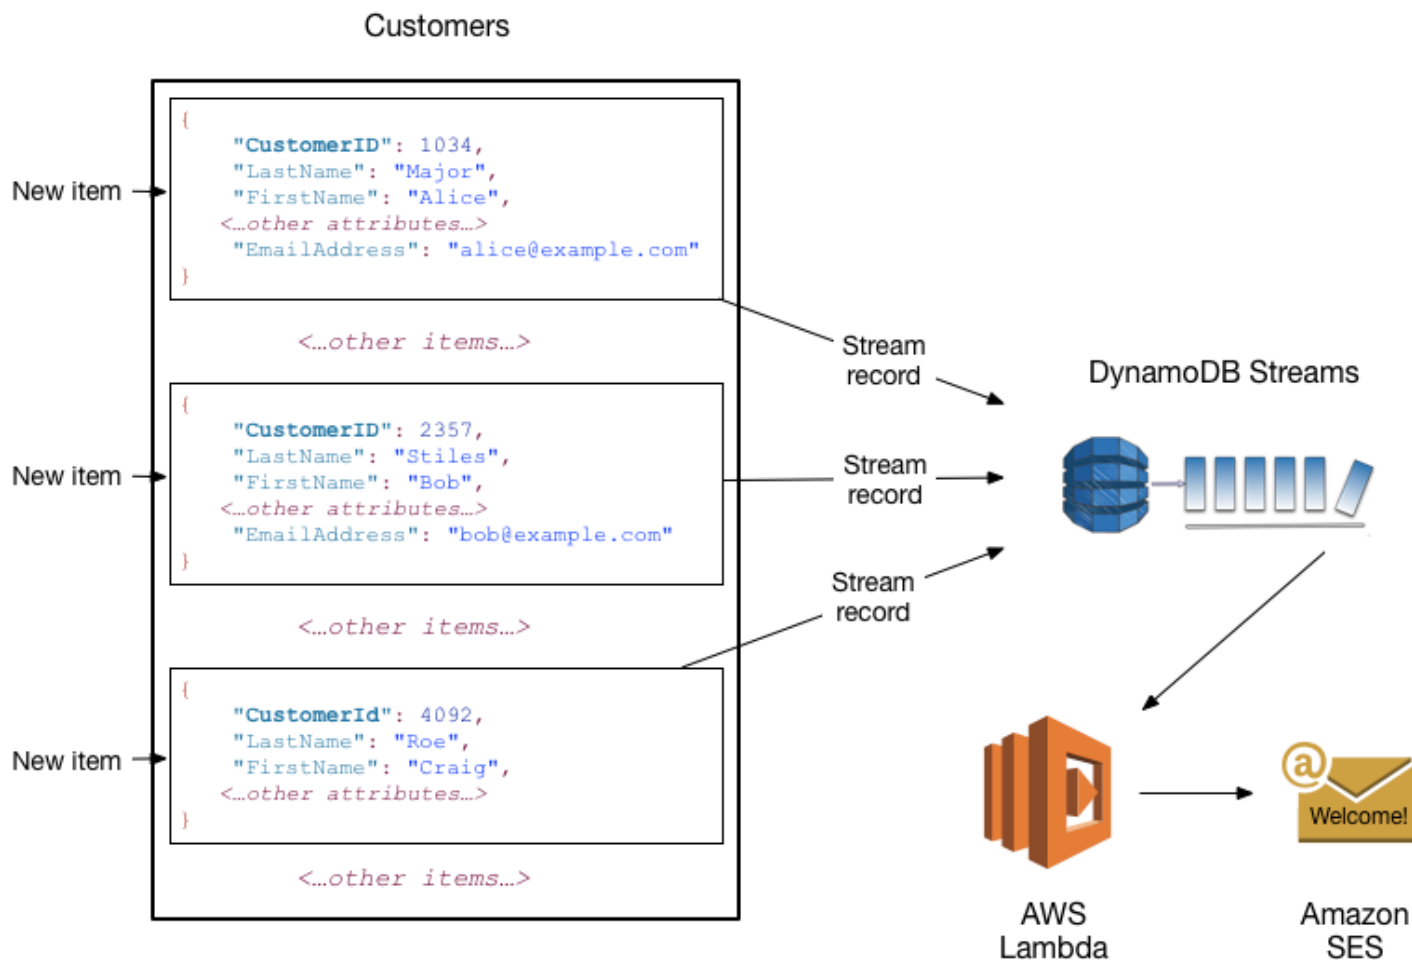 Customers
New item
{
"CustomerID": 1034,
"LastName": "Major",
"FirstName": "Alice",
<…other attributes…>
"EmailAddress": "alice@example.com"
}
<…other items…>
New item
{
"CustomerID": 2357,
"LastName": "Stiles",
"FirstName": "Bob",
<…other attributes…>
"EmailAddress": "bob@example.com"
}
<…other items…>
New item
{
"CustomerId": 4092,
"LastName": "Roe",
"FirstName": "Craig",
<…other attributes…>
}
<…other items…>
Stream
record
Stream
record
Stream
record
DynamoDB Streams
AWS
Lambda
@
Welcome!
Amazon
SES